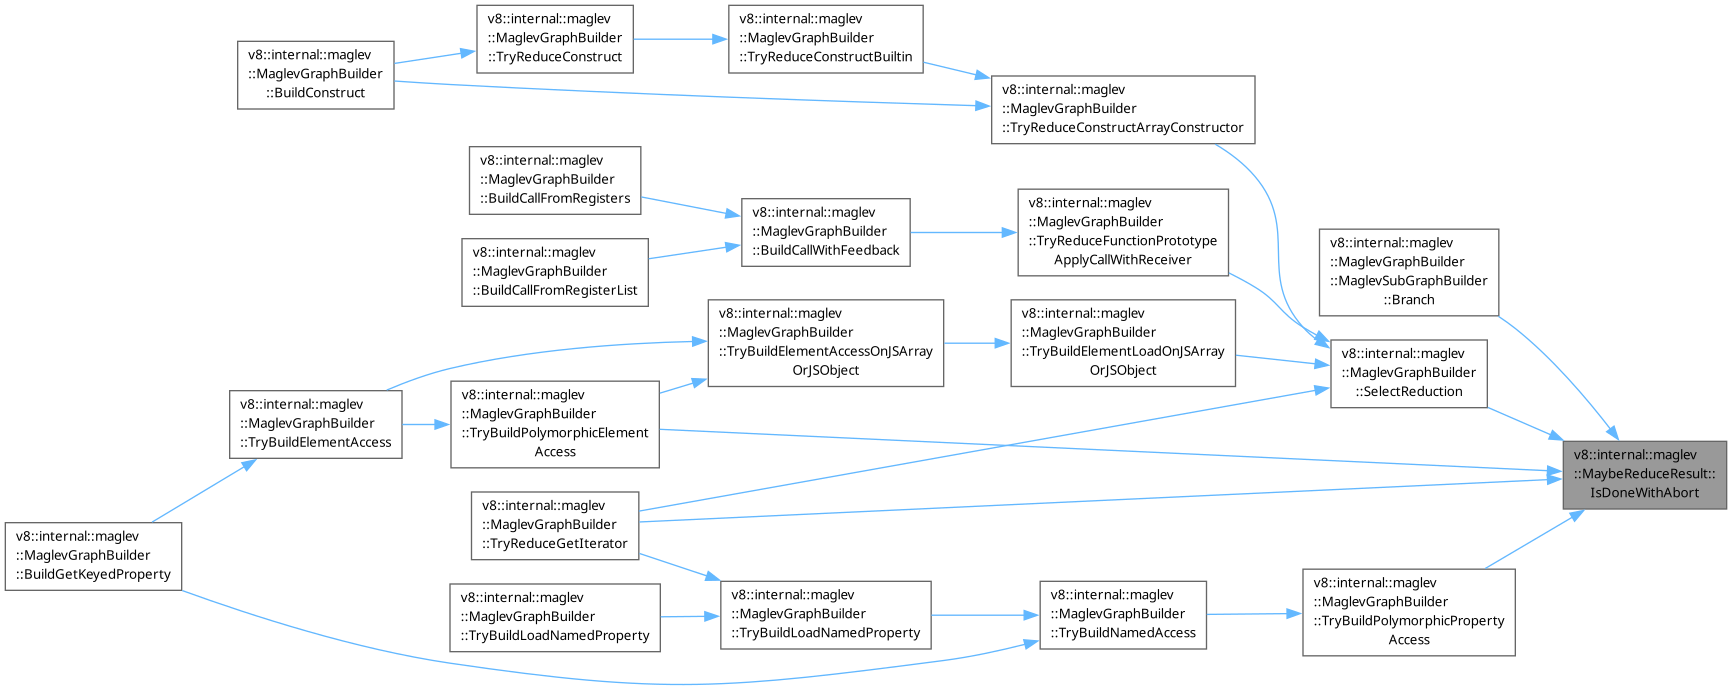 v8::internal::maglev
::MaglevGraphBuilder
::BuildConstruct
v8::internal::maglev
::MaglevGraphBuilder
::TryReduceConstruct
v8::internal::maglev
::MaglevGraphBuilder
::TryReduceConstructBuiltin
v8::internal::maglev
::MaglevGraphBuilder
::TryReduceConstructArrayConstructor
v8::internal::maglev
::MaglevGraphBuilder
::BuildCallFromRegisters
v8::internal::maglev
::MaglevGraphBuilder
::BuildCallFromRegisterList
v8::internal::maglev
::MaglevGraphBuilder
::BuildCallWithFeedback
v8::internal::maglev
::MaglevGraphBuilder
::TryReduceFunctionPrototype
ApplyCallWithReceiver
v8::internal::maglev
::MaglevGraphBuilder
::MaglevSubGraphBuilder
::Branch
v8::internal::maglev
::MaglevGraphBuilder
::TryBuildElementAccessOnJSArray
OrJSObject
v8::internal::maglev
::MaglevGraphBuilder
::TryBuildElementLoadOnJSArray
OrJSObject
v8::internal::maglev
::MaglevGraphBuilder
::SelectReduction
v8::internal::maglev
::MaglevGraphBuilder
::TryBuildElementAccess
v8::internal::maglev
::MaglevGraphBuilder
::TryBuildPolymorphicElement
Access
v8::internal::maglev
::MaybeReduceResult::
IsDoneWithAbort
v8::internal::maglev
::MaglevGraphBuilder
::TryReduceGetIterator
v8::internal::maglev
::MaglevGraphBuilder
::BuildGetKeyedProperty
v8::internal::maglev
::MaglevGraphBuilder
::TryBuildLoadNamedProperty
v8::internal::maglev
::MaglevGraphBuilder
::TryBuildLoadNamedProperty
v8::internal::maglev
::MaglevGraphBuilder
::TryBuildNamedAccess
v8::internal::maglev
::MaglevGraphBuilder
::TryBuildPolymorphicProperty
Access